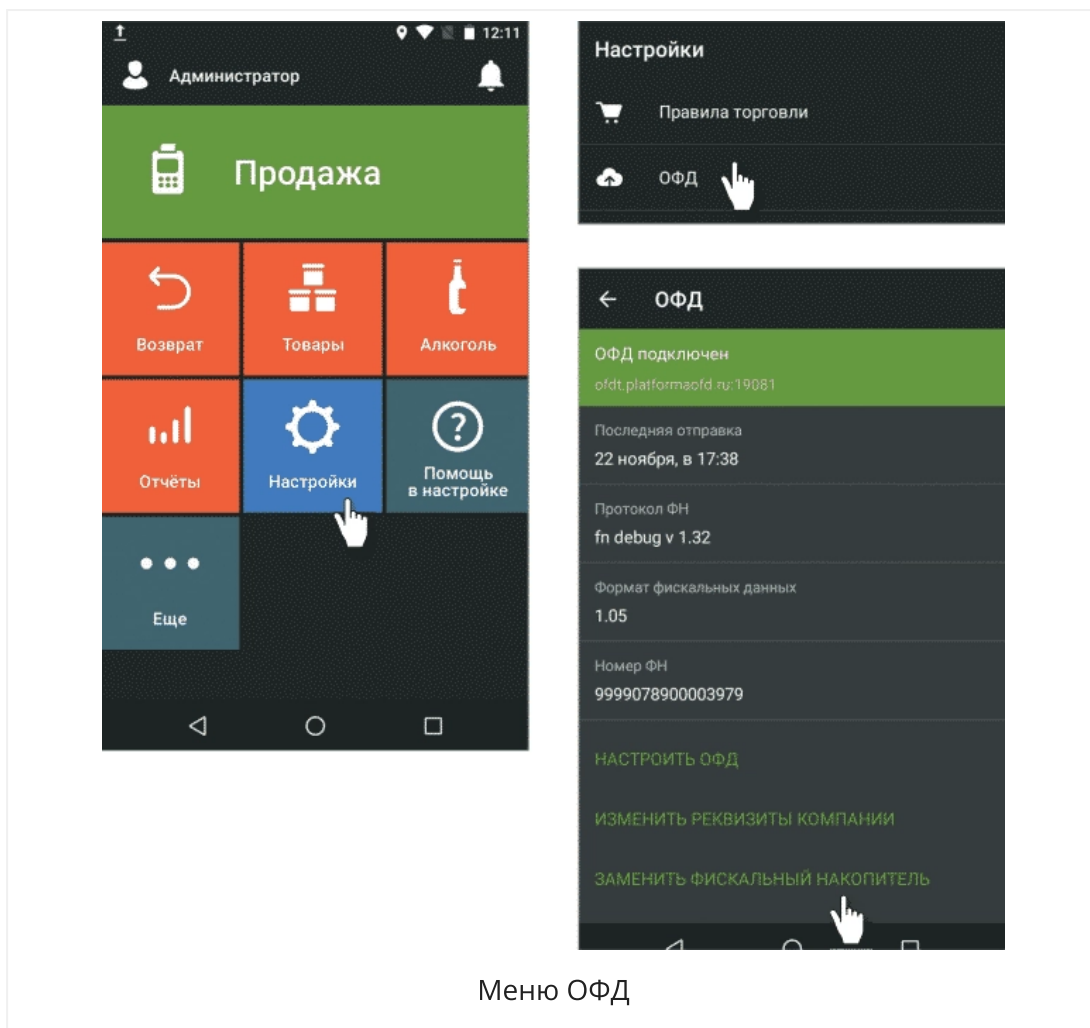 12:11
Администратор
Продажа
Возврат
Товары
Алкоголь
Отчёты
Настройки
Помощь
в настройке
Еще
Настройки
Правила торговли
ОФД
ОФД
ОФД подключен
ofdt.platformaofd.ru:19081
Последняя отправка
22 ноября, в 17:38
Протокол ФН
fn debug v 1.32
Формат фискальных данных
1.05
Номер ФН
9999078900003979
НАСТРОИТЬ ОФД
ИЗМЕНИТЬ РЕКВИЗИТЫ КОМПАНИИ
ЗАМЕНИТЬ ФИСКАЛЬНЫЙ НАКОПИТЕЛЬ
Меню ОФД